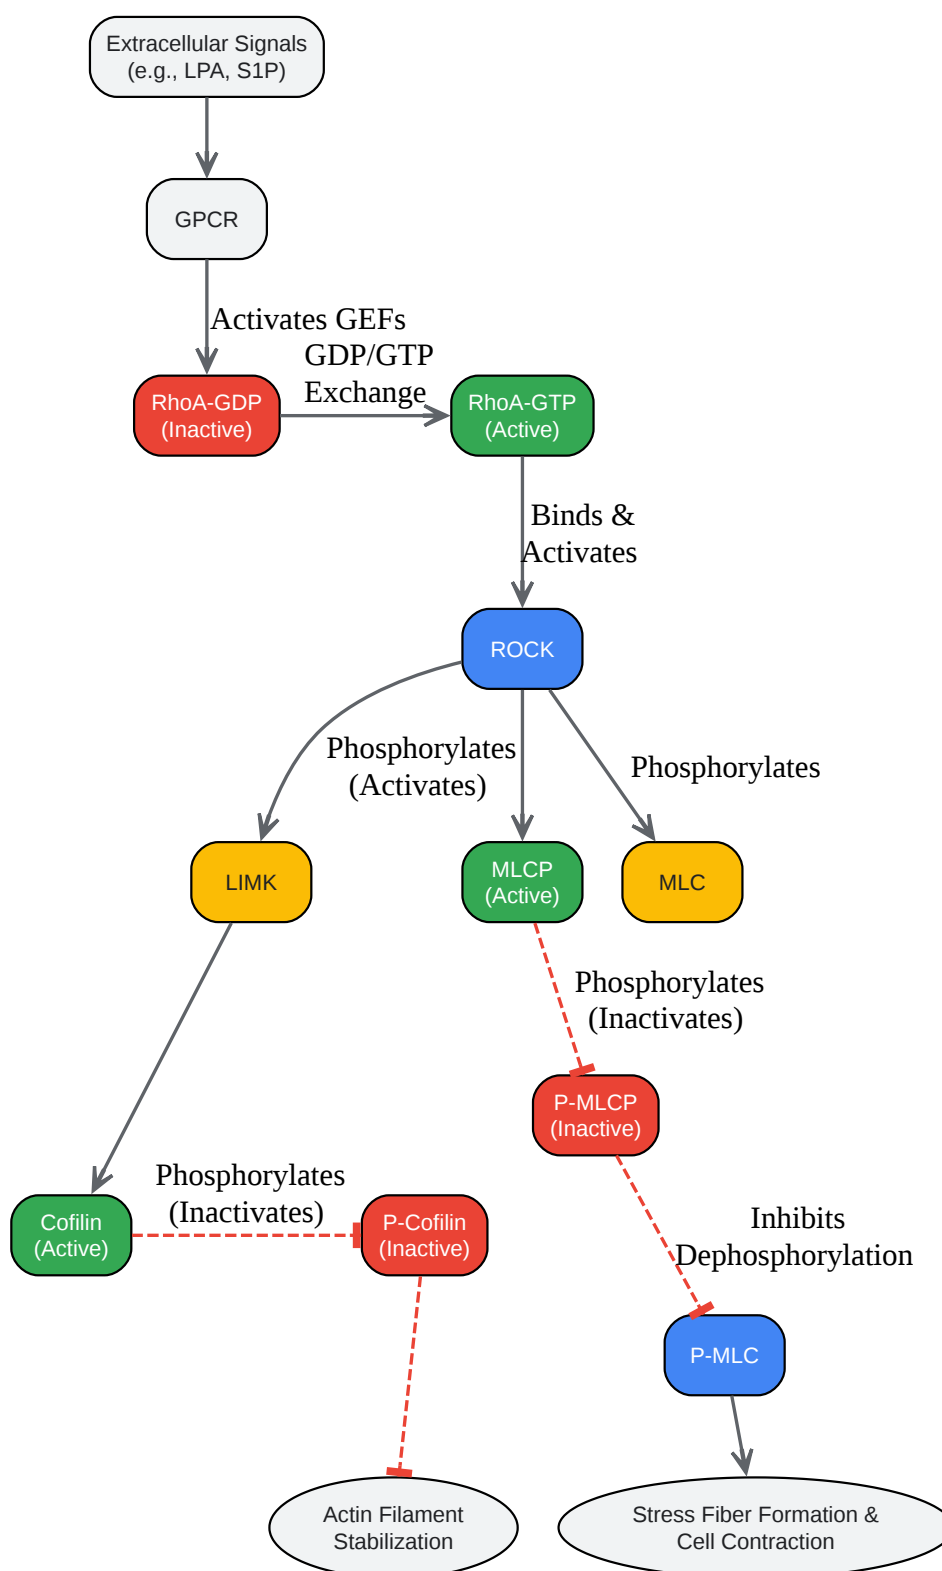 Extracellular Signals
(e.g., LPA, S1P)
GPCR
Activates GEFs
GDP/GTP
Exchange
RhoA-GDP
(Inactive)
RhoA-GTP
(Active)
Binds &
Activates
ROCK
Phosphorylates
(Activates)
Phosphorylates
LIMK
MLCP
(Active)
MLC
Phosphorylates
(Inactivates)
P-MLCP
(Inactive)
Phosphorylates
(Inactivates)
Cofilin
(Active)
P-Cofilin
(Inactive)
Inhibits
Dephosphorylation
P-MLC
Actin Filament
Stabilization
Stress Fiber Formation &
Cell Contraction